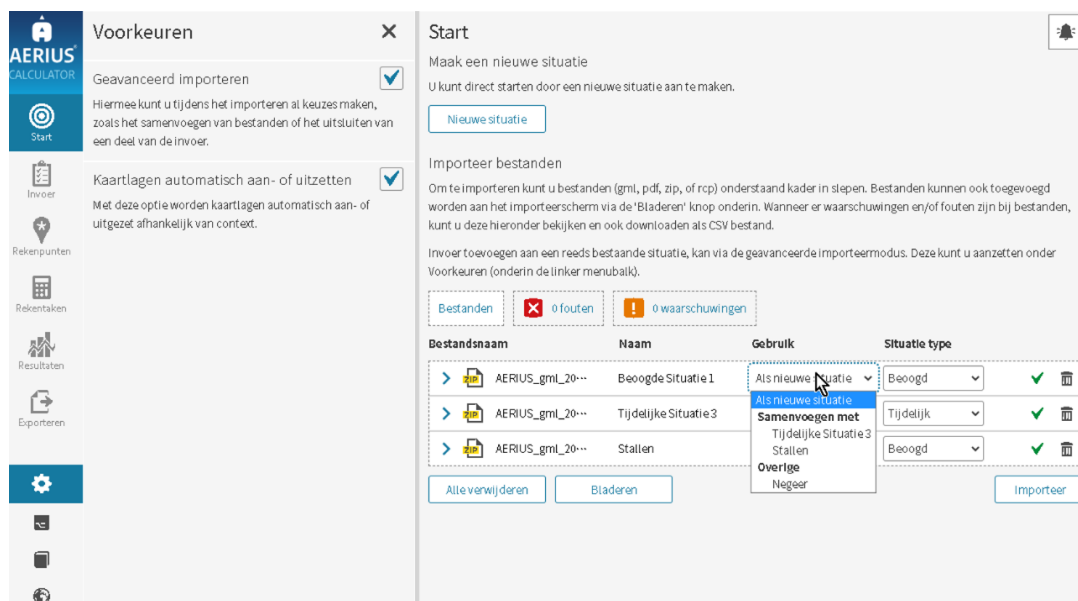 AERIUS
CALCULATOR
Start
Invoer
Rekenpunten
Rekentaken
Resultaten
Exporteren
Voorkeuren
Geavanceerd importeren
Hiermee kunt u tijdens het importeren al keuzes maken,
zoals het samenvoegen van bestanden of het uitsluiten van
een deel van de invoer.
Kaartlagen automatisch aan- of uitzetten
Met deze optie worden kaartlagen automatisch aan- of
uitgezet afhankelijk van context.
Start
Maak een nieuwe situatie
U kunt direct starten door een nieuwe situatie aan te maken.
Nieuwe situatie
Importeer bestanden
Om te importeren kunt u bestanden (gml, pdf, zip, of rcp) onderstaand kader in slepen. Bestanden kunnen ook toegevoegd
worden aan het importeerscherm via de 'Bladeren' knop onderin. Wanneer er waarschuwingen en/of fouten zijn bij bestanden,
kunt u deze hieronder bekijken en ook downloaden als CSV bestand.
Invoer toevoegen aan een reeds bestaande situatie, kan via de geavanceerde importeermodus. Deze kunt u aanzetten onder
Voorkeuren (onderin de linker menubalk).
Bestanden 0 fouten 0 waarschuwingen
Bestandsnaam Naam Gebruik Situatie type
ZIP AERIUS_gml_20··· Beoogde Situatie 1 Als nieuwe situatie Beoogd
Als nieuwe situatie
Samenvoegen met
Tijdelijke Situatie 3
Stallen
Overige
Negeer
ZIP AERIUS_gml_20··· Tijdelijke Situatie 3 Tijdelijk
ZIP AERIUS_gml_20··· Stallen Beoogd
Alle verwijderen Bladeren Importeer